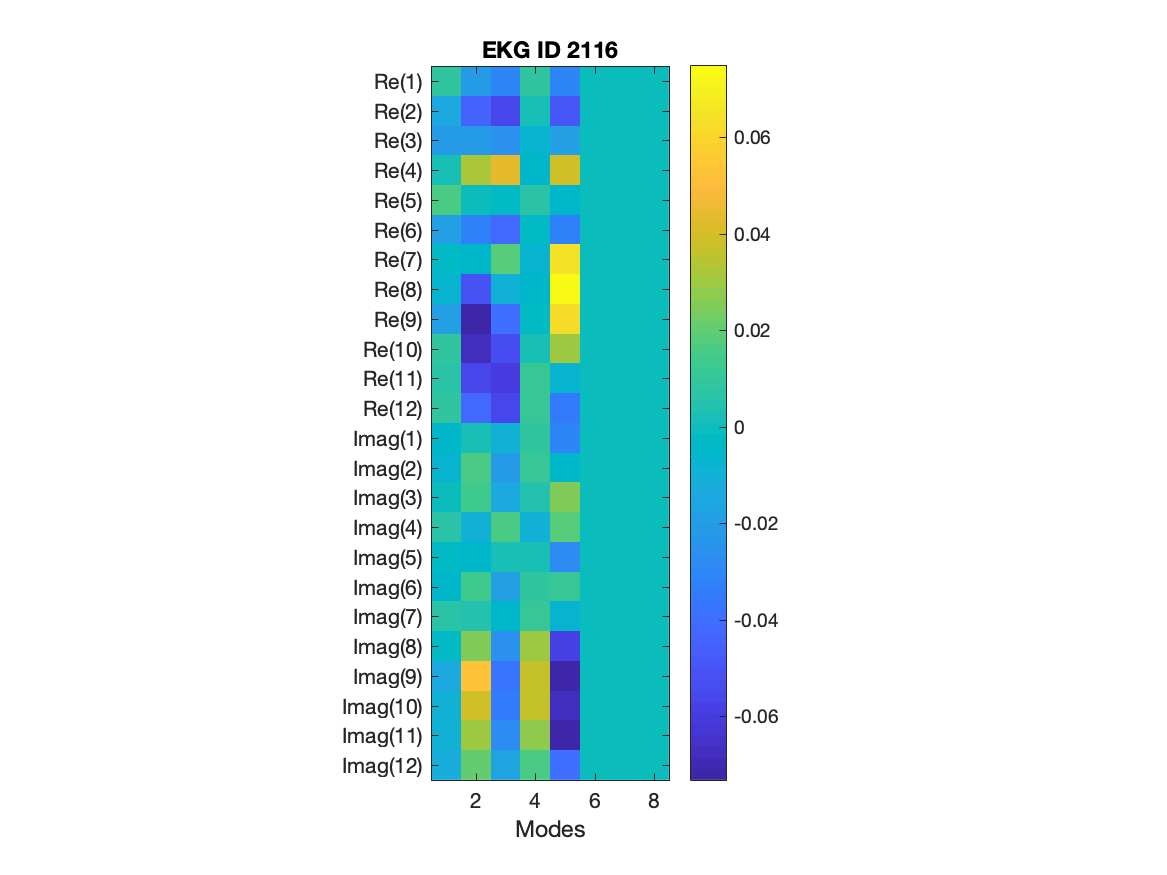 EKG ID 2116
Re(1)
Re(2)
Re(3)
Re(4)
Re(5)
Re(6)
Re(7)
Re(8)
Re(9)
Re(10)
Re(11)
Re(12)
Imag(1)
Imag(2)
Imag(3)
Imag(4)
Imag(5)
Imag(6)
Imag(7)
Imag(8)
Imag(9)
Imag(10)
Imag(11)
Imag(12)
2 4 6 8
Modes
0.06
0.04
0.02
0
-0.02
-0.04
-0.06